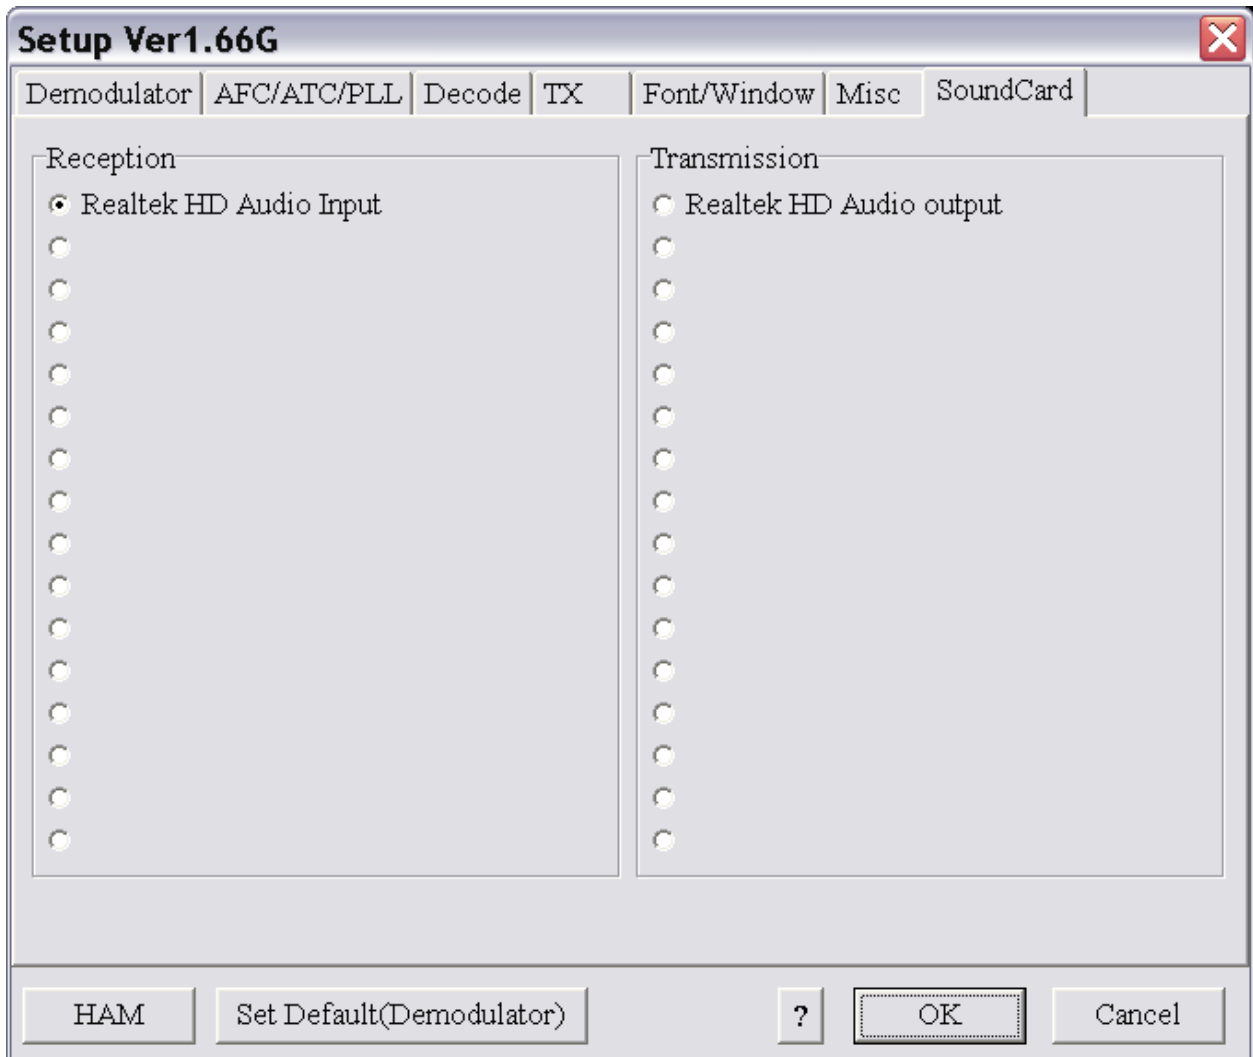 Setup Ver1.66G
Demodulator AFC/ATC/PLL Decode TX Font/Window Misc SoundCard
Reception
Realtek HD Audio Input
Transmission
Realtek HD Audio output
HAM Set Default(Demodulator) ? OK Cancel